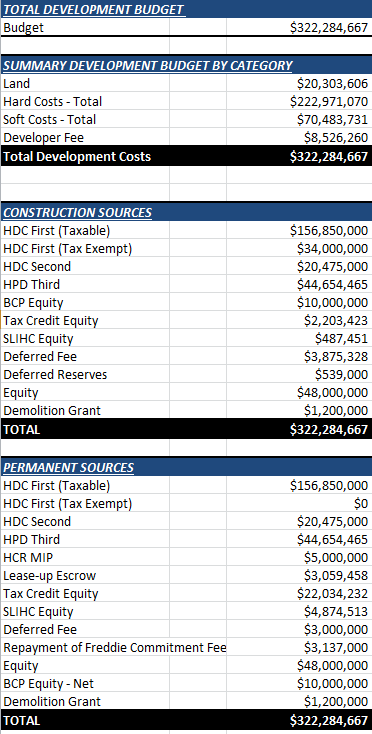 TOTAL DEVELOPMENT BUDGET
Budget $322,284,667
SUMMARY DEVELOPMENT BUDGET BY CATEGORY
Land $20,303,606
Hard Costs - Total $222,971,070
Soft Costs - Total $70,483,731
Developer Fee $8,526,260
Total Development Costs $322,284,667
CONSTRUCTION SOURCES
HDC First (Taxable) $156,850,000
HDC First (Tax Exempt) $34,000,000
HDC Second $20,475,000
HPD Third $44,654,465
BCP Equity $10,000,000
Tax Credit Equity $2,203,423
SLIHC Equity $487,451
Deferred Fee $3,875,328
Deferred Reserves $539,000
Equity $48,000,000
Demolition Grant $1,200,000
TOTAL $322,284,667
PERMANENT SOURCES
HDC First (Taxable) $156,850,000
HDC First (Tax Exempt) $0
HDC Second $20,475,000
HPD Third $44,654,465
HCR MIP $5,000,000
Lease-up Escrow $3,059,458
Tax Credit Equity $22,034,232
SLIHC Equity $4,874,513
Deferred Fee $3,000,000
Repayment of Freddie Commitment Fee $3,137,000
Equity $48,000,000
BCP Equity - Net $10,000,000
Demolition Grant $1,200,000
TOTAL $322,284,667